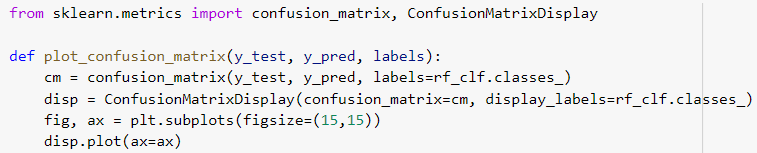 from sklearn.metrics import confusion_matrix, ConfusionMatrixDisplay
def plot_confusion_matrix(y_test, y_pred, labels):
    cm = confusion_matrix(y_test, y_pred, labels=rf_clf.classes_)
    disp = ConfusionMatrixDisplay(confusion_matrix=cm, display_labels=rf_clf.classes_)
    fig, ax = plt.subplots(figsize=(15,15))
    disp.plot(ax=ax)